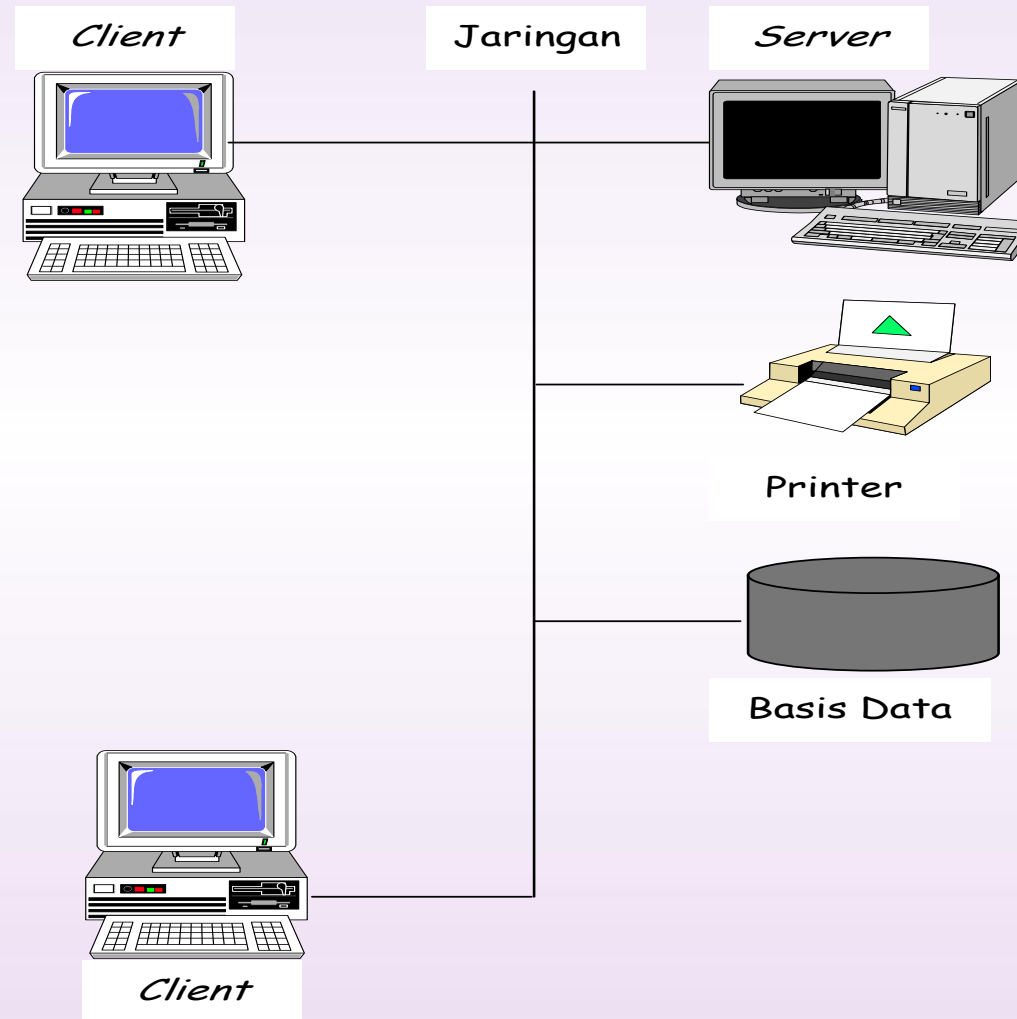 Client
Jaringan
Server
Printer
Basis Data
Client